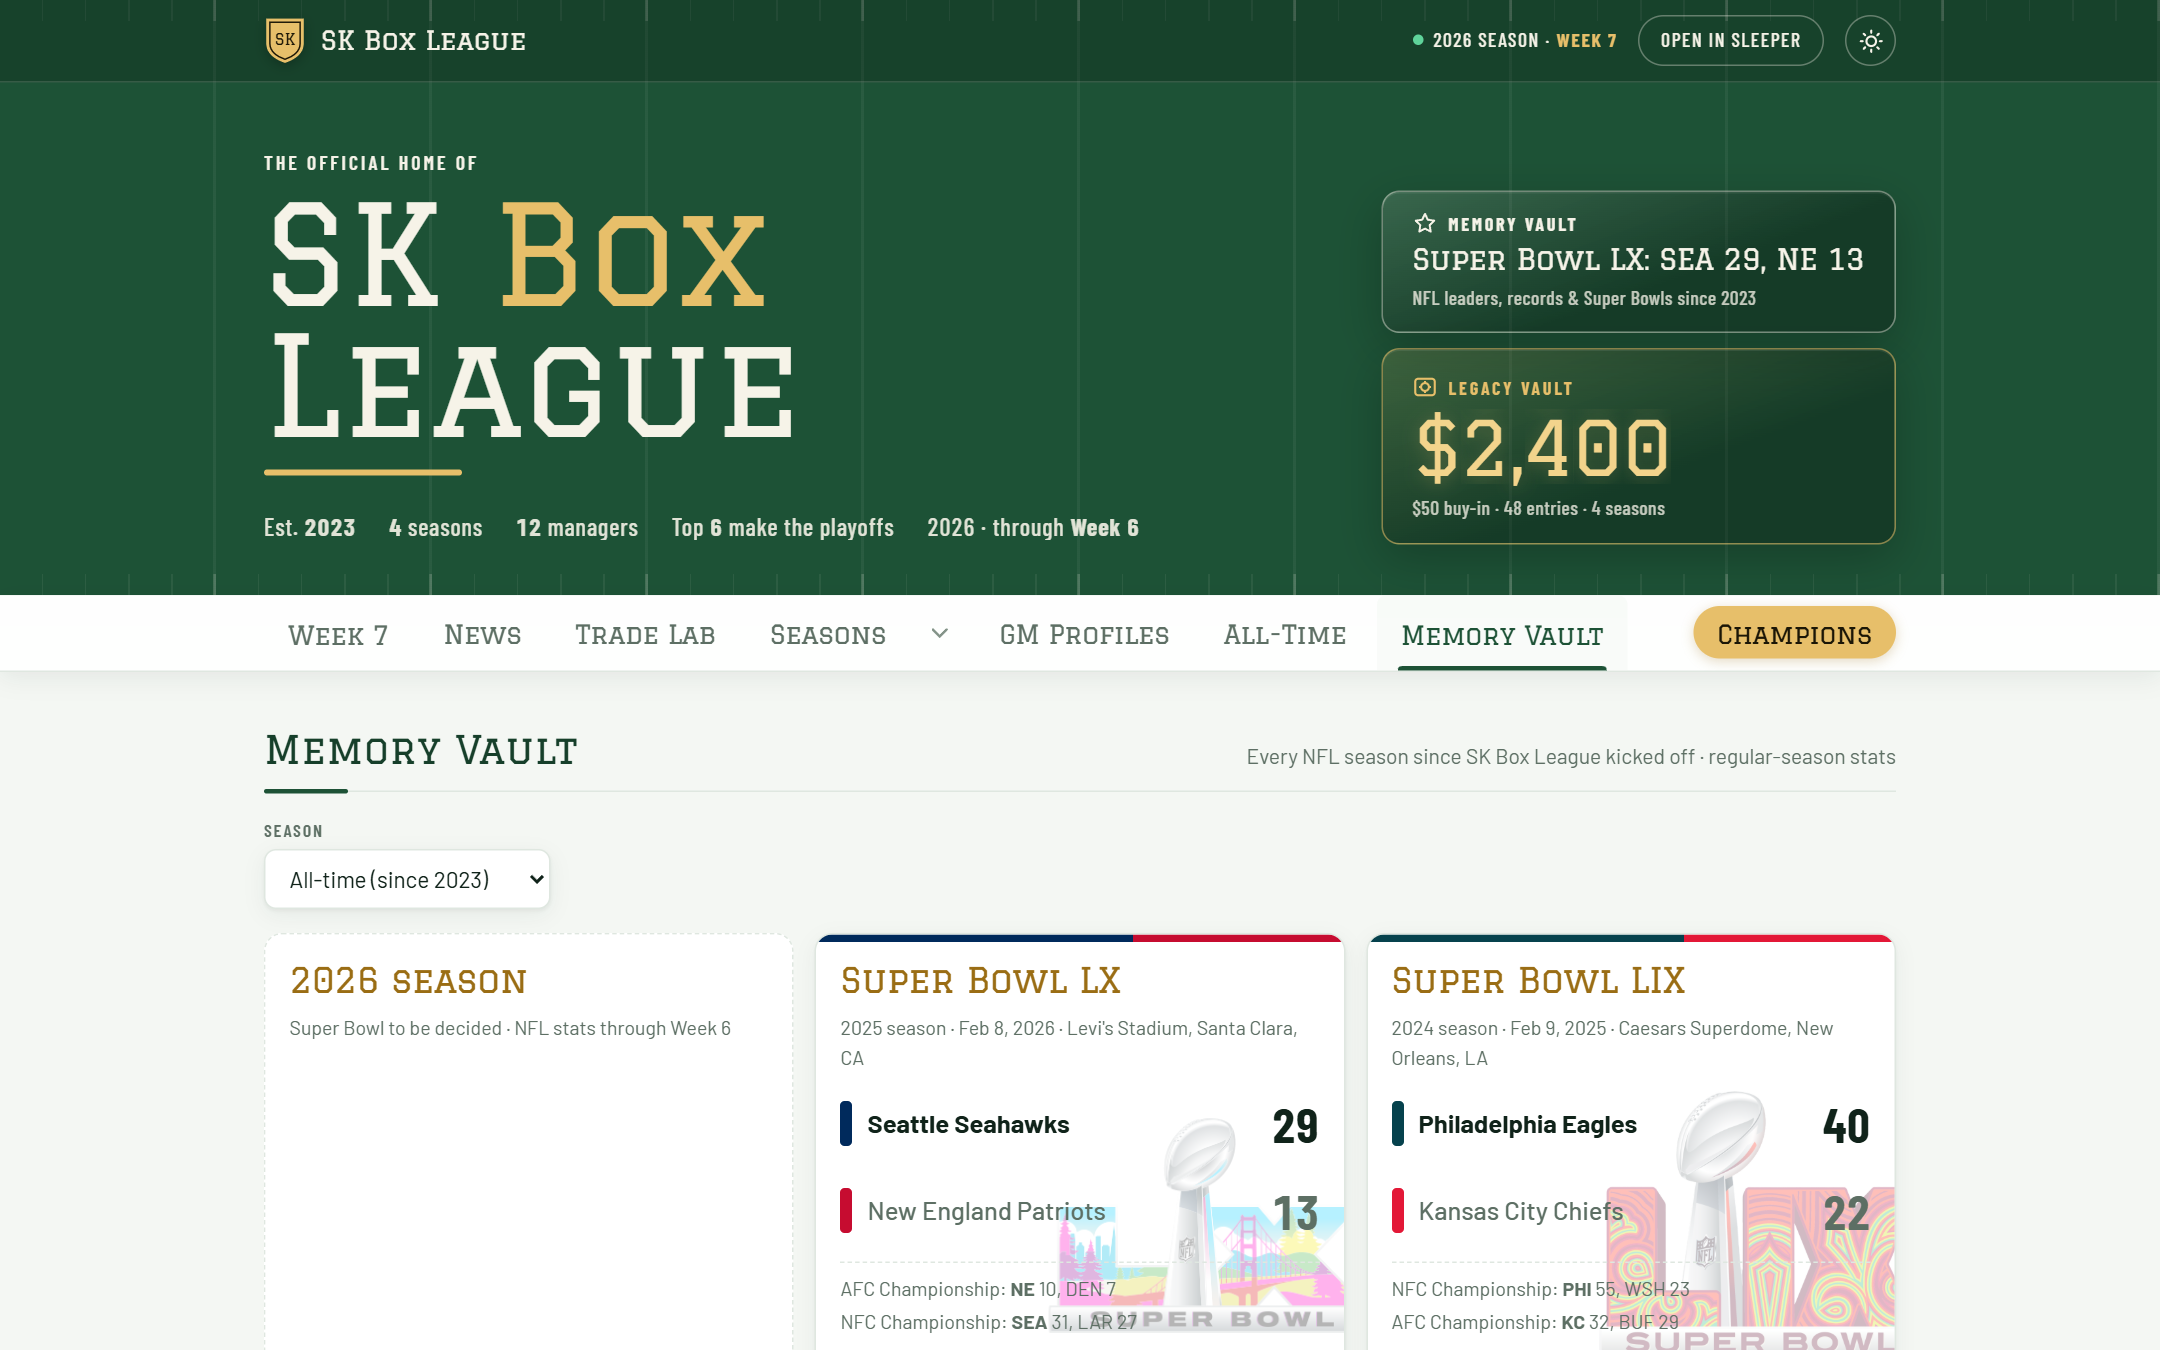 SK
SK Box League
2026 SEASON · WEEK 7
OPEN IN SLEEPER
THE OFFICIAL HOME OF
SK Box
League
Est. 2023 4 seasons 12 managers Top 6 make the playoffs 2026 · through Week 6
MEMORY VAULT
Super Bowl LX: SEA 29, NE 13
NFL leaders, records & Super Bowls since 2023
LEGACY VAULT
$2,400
$50 buy-in · 48 entries · 4 seasons
Week 7
News
Trade Lab
Seasons
GM Profiles
All-Time
Memory Vault
Champions
Memory Vault
Every NFL season since SK Box League kicked off · regular-season stats
SEASON
All-time (since 2023)
2026 season
Super Bowl to be decided · NFL stats through Week 6
Super Bowl LX
2025 season · Feb 8, 2026 · Levi's Stadium, Santa Clara,
CA
Seattle Seahawks 29
New England Patriots 13
AFC Championship: NE 10, DEN 7
NFC Championship: SEA 31, LAR 27
LX
NFL
SUPER BOWL
Super Bowl LIX
2024 season · Feb 9, 2025 · Caesars Superdome, New
Orleans, LA
Philadelphia Eagles 40
Kansas City Chiefs 22
NFC Championship: PHI 55, WSH 23
AFC Championship: KC 32, BUF 29
LIX
NFL
SUPER BOWL